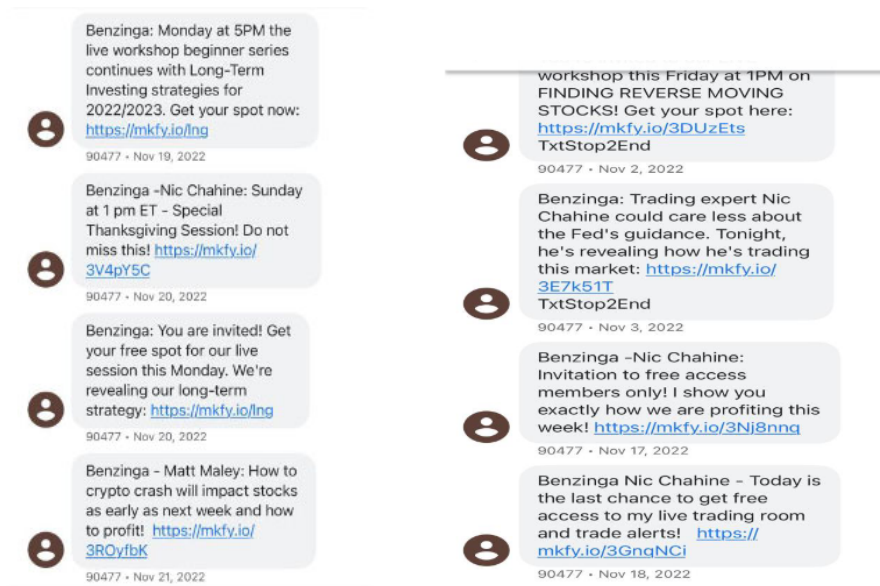 Benzinga: Monday at 5PM the
live workshop beginner series
continues with Long-Term
Investing strategies for
2022/2023. Get your spot now:
https://mkfy.io/lng
90477 • Nov 19, 2022
Benzinga -Nic Chahine: Sunday
at 1 pm ET - Special
Thanksgiving Session! Do not
miss this! https://mkfy.io/
3V4pY5C
90477 • Nov 20, 2022
Benzinga: You are invited! Get
your free spot for our live
session this Monday. We're
revealing our long-term
strategy: https://mkfy.io/lng
90477 • Nov 20, 2022
Benzinga - Matt Maley: How to
crypto crash will impact stocks
as early as next week and how
to profit! https://mkfy.io/
3ROyfbK
90477 • Nov 21, 2022
workshop this Friday at 1PM on
FINDING REVERSE MOVING
STOCKS! Get your spot here:
https://mkfy.io/3DUzEts
TxtStop2End
90477 • Nov 2, 2022
Benzinga: Trading expert Nic
Chahine could care less about
the Fed's guidance. Tonight,
he's revealing how he's trading
this market: https://mkfy.io/
3E7k51T
TxtStop2End
90477 • Nov 3, 2022
Benzinga -Nic Chahine:
Invitation to free access
members only! I show you
exactly how we are profiting this
week! https://mkfy.io/3Nj8nnq
90477 • Nov 17, 2022
Benzinga Nic Chahine - Today is
the last chance to get free
access to my live trading room
and trade alerts! https://
mkfy.io/3GnqNCi
90477 • Nov 18, 2022